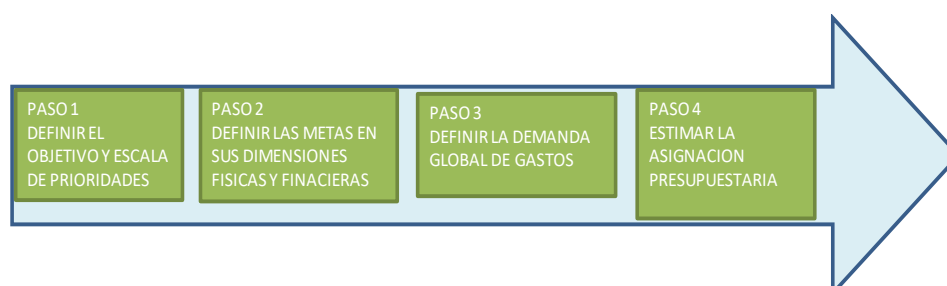 PASO 1
DEFINIR EL
OBJETIVO Y ESCALA
DE PRIORIDADES
PASO 2
DEFINIR LAS METAS EN
SUS DIMENSIONES
FISICAS Y FINACIERAS
PASO 3
DEFINIR LA DEMANDA
GLOBAL DE GASTOS
PASO 4
ESTIMAR LA
ASIGNACION
PRESUPUESTARIA